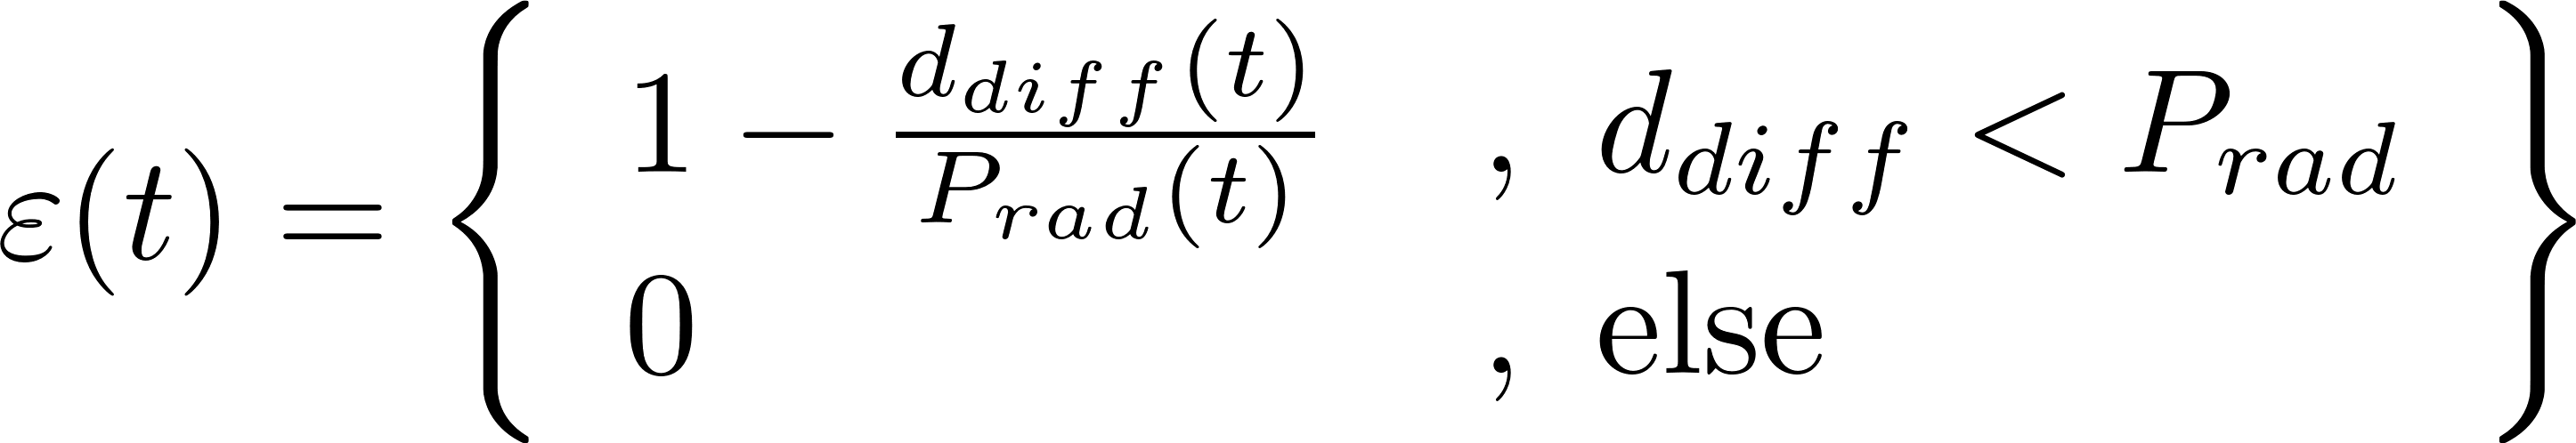 ε(t) = { 1 − d_{diff}(t) / P_{rad}(t) , d_{diff} < P_{rad}
0 , else }